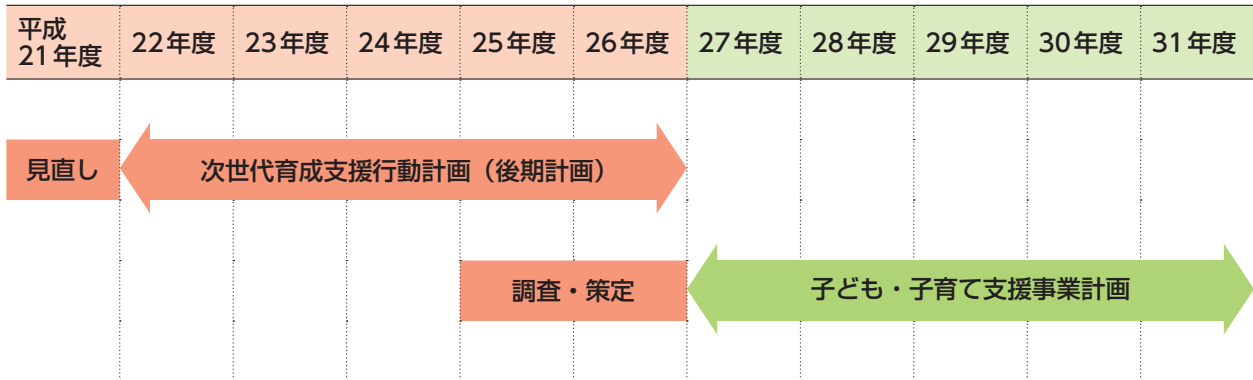 平成
21年度 22年度 23年度 24年度 25年度 26年度 27年度 28年度 29年度 30年度 31年度
見直し 次世代育成支援行動計画（後期計画）
調査・策定 子ども・子育て支援事業計画